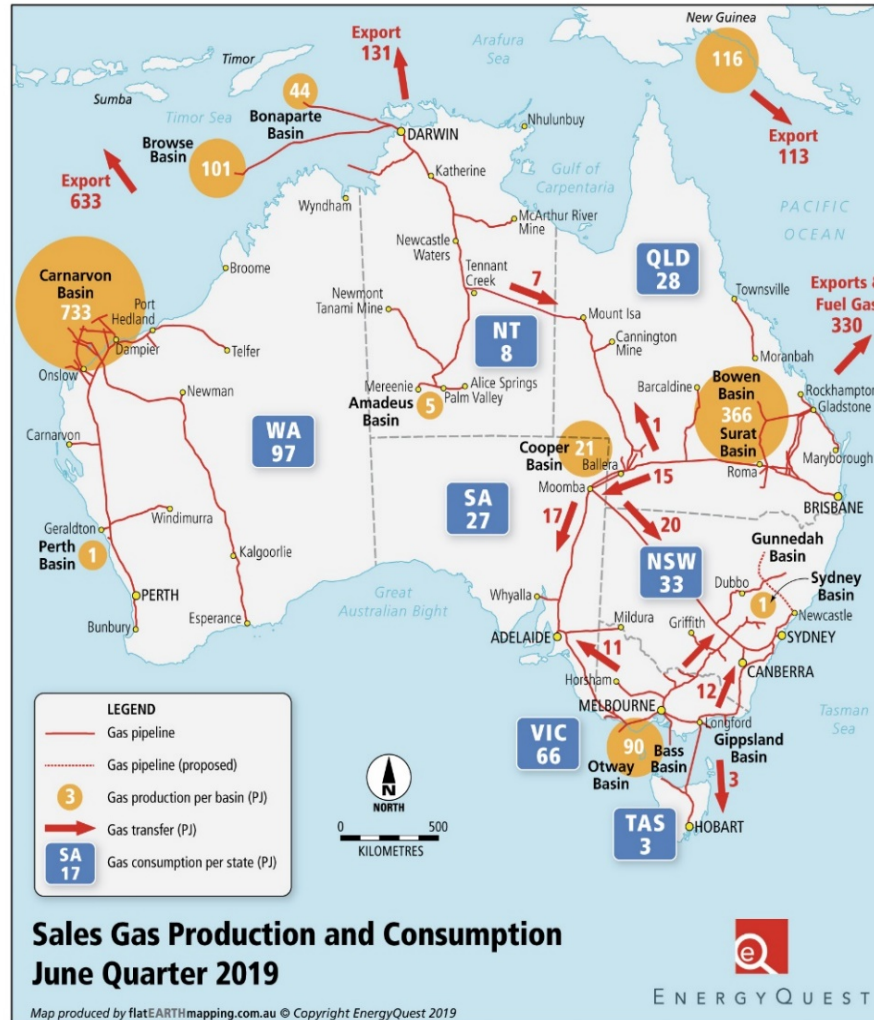 New Guinea
116
Export
113
Export
131
Arafura
Sea
Timor
Sumba
Timor Sea
44
Bonaparte
Basin
Browse
Basin
101
Export
633
DARWIN
Nhulunbuy
Katherine
Gulf of
Carpentaria
PACIFIC
OCEAN
Wyndham
McArthur River
Mine
Newcastle
Waters
QLD
28
Carnarvon
Basin
733
Broome
Port
Hedland
Dampier
Onslow
Telfer
Newman
Tennant
Creek
7
Newmont
Tanami Mine
NT
8
Mount Isa
Cannington
Mine
Townsville
Exports &
Fuel Gas
330
Moranbah
Mereenie
Alice Springs
Palm Valley
Amadeus
Basin
5
Barcaldine
Bowen
Basin
366
Surat
Basin
Rockhampton
Gladstone
Maryborough
Roma
BRISBANE
Carnarvon
WA
97
Cooper
Basin
21
Ballera
1
15
Moomba
17
20
SA
27
Geraldton
Windimurra
Perth
Basin
1
Kalgoorlie
PERTH
Bunbury
Esperance
Great
Australian Bight
Whyalla
ADELAIDE
NSW
33
Gunnedah
Basin
Dubbo
Sydney
Basin
1
Newcastle
SYDNEY
Mildura
Griffith
11
12
CANBERRA
Horsham
MELBOURNE
Longford
VIC
66
90
Otway
Basin
Bass
Basin
Gippsland
Basin
3
Tasman
Sea
TAS
3
HOBART
LEGEND
Gas pipeline
Gas pipeline (proposed)
3 Gas production per basin (PJ)
Gas transfer (PJ)
SA
17
Gas consumption per state (PJ)
NORTH
0 500
KILOMETRES
Sales Gas Production and Consumption
June Quarter 2019
Map produced by flatEARTHmapping.com.au © Copyright EnergyQuest 2019
e
ENERGYQUEST